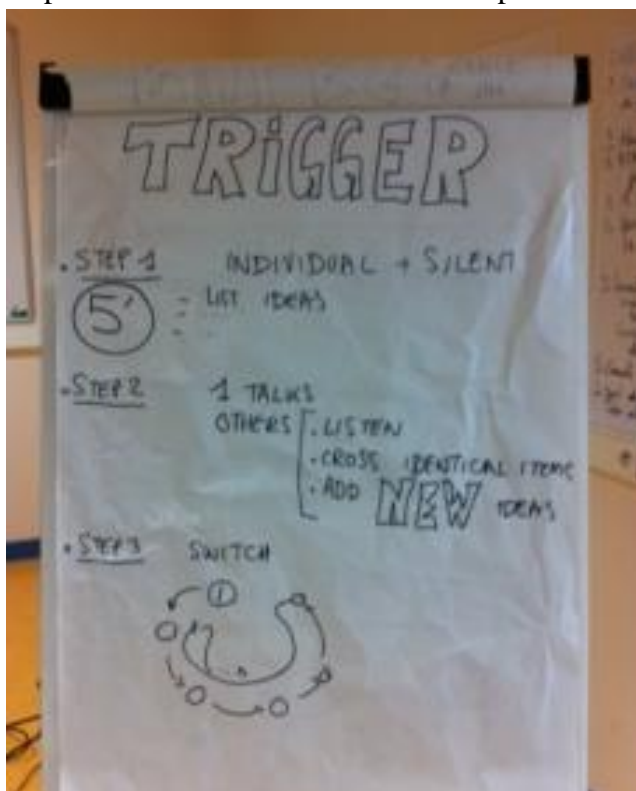 TRIGGER
. STEP 1 INDIVIDUAL + SILENT
5' - LIST IDEAS
-
-
. STEP 2 1 TALKS
OTHERS . LISTEN
. CROSS IDENTICAL ITEMS
. ADD NEW IDEAS
. STEP 3 SWITCH
1